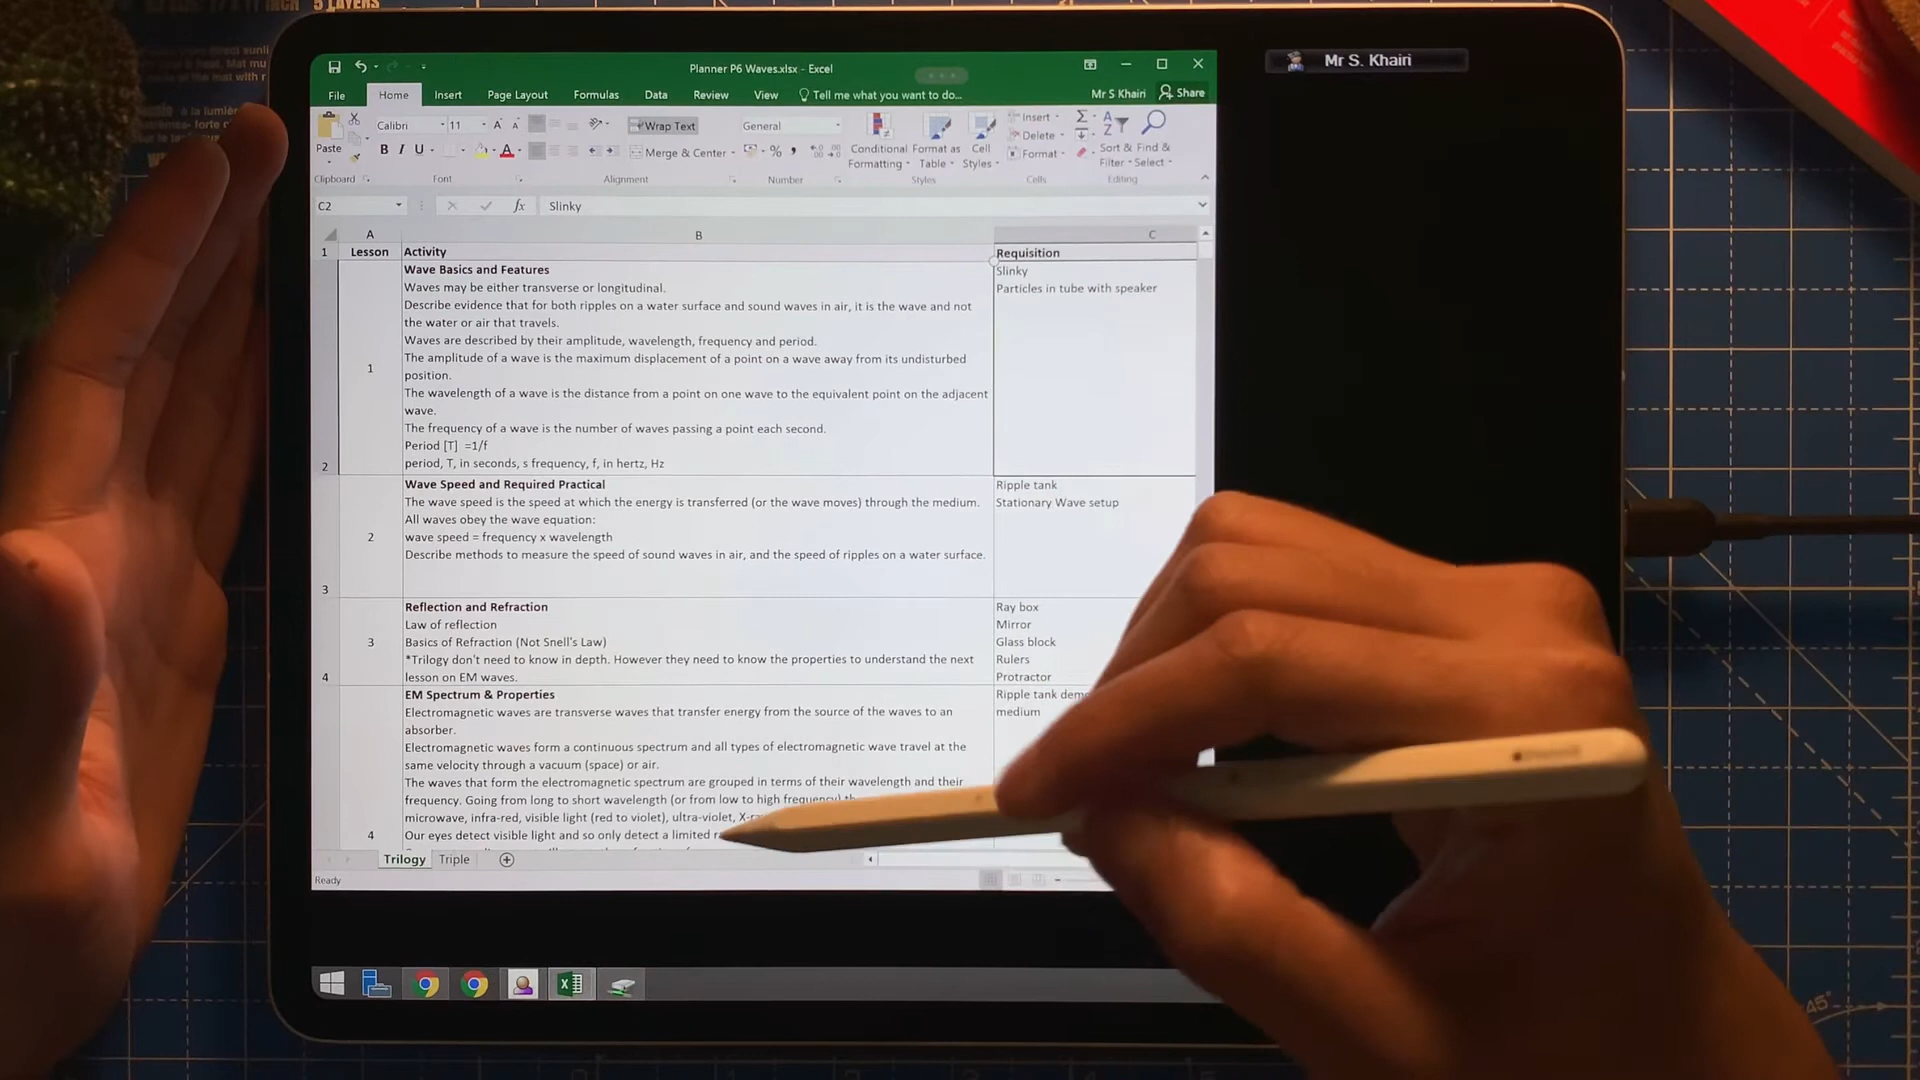 5 LAYERS
Mr S. Khairi
Planner P6 Waves.xlsx - Excel
File Home Insert Page Layout Formulas Data Review View Tell me what you want to do... Mr S Khairi Share
Paste
Calibri 11
B I U
Wrap Text
Merge & Center
General
%
Conditional Formatting
Format as Table
Cell Styles
Insert
Delete
Format
Sort & Filter
Find & Select
Clipboard Font Alignment Number Styles Cells Editing
C2 fx Slinky
A B C
1 Lesson Activity Requisition
Wave Basics and Features
Waves may be either transverse or longitudinal.
Describe evidence that for both ripples on a water surface and sound waves in air, it is the wave and not
the water or air that travels.
Waves are described by their amplitude, wavelength, frequency and period.
The amplitude of a wave is the maximum displacement of a point on a wave away from its undisturbed
position.
The wavelength of a wave is the distance from a point on one wave to the equivalent point on the adjacent
wave.
The frequency of a wave is the number of waves passing a point each second.
Period [T] =1/f
period, T, in seconds, s frequency, f, in hertz, Hz
1
2
Slinky
Particles in tube with speaker
Wave Speed and Required Practical
The wave speed is the speed at which the energy is transferred (or the wave moves) through the medium.
All waves obey the wave equation:
wave speed = frequency x wavelength
Describe methods to measure the speed of sound waves in air, and the speed of ripples on a water surface.
2
3
Ripple tank
Stationary Wave setup
Reflection and Refraction
Law of reflection
Basics of Refraction (Not Snell's Law)
*Trilogy don't need to know in depth. However they need to know the properties to understand the next
lesson on EM waves.
3
4
Ray box
Mirror
Glass block
Rulers
Protractor
EM Spectrum & Properties
Electromagnetic waves are transverse waves that transfer energy from the source of the waves to an
absorber.
Electromagnetic waves form a continuous spectrum and all types of electromagnetic wave travel at the
same velocity through a vacuum (space) or air.
The waves that form the electromagnetic spectrum are grouped in terms of their wavelength and their
frequency. Going from long to short wavelength (or from low to high frequency)
microwave, infra-red, visible light (red to violet), ultra-violet,
Our eyes detect visible light and so only detect a limited
4
Ripple tank
medium
Trilogy Triple
Ready
45°